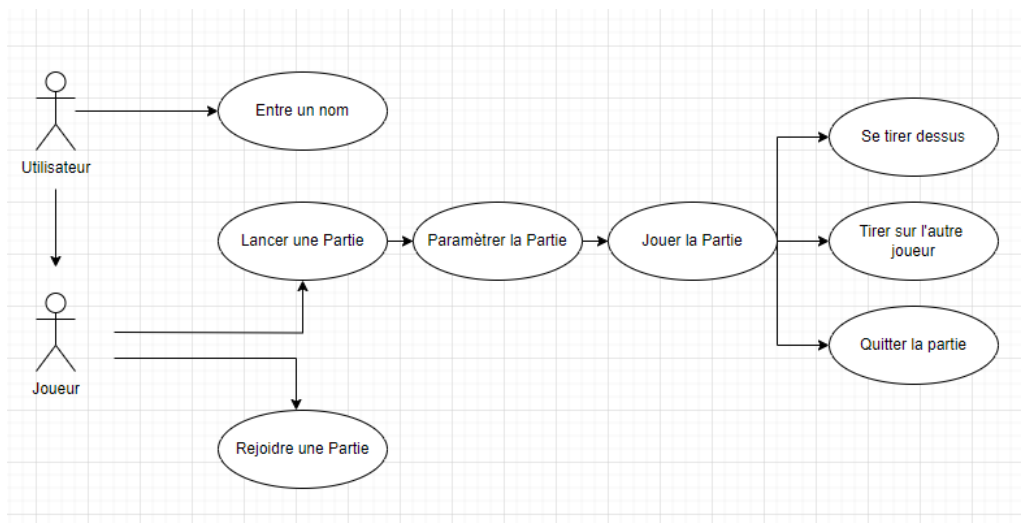 Entre un nom
Utilisateur
Se tirer dessus
Lancer une Partie
Paramètrer la Partie
Jouer la Partie
Tirer sur l'autre
joueur
Quitter la partie
Joueur
Rejoidre une Partie